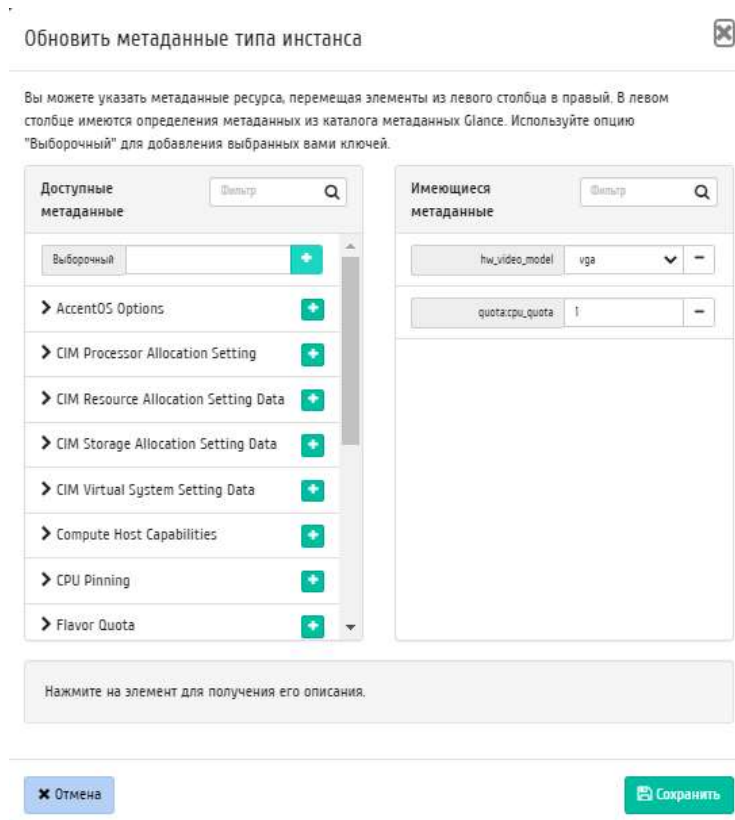 Обновить метаданные типа инстанса
Вы можете указать метаданные ресурса, перемещая элементы из левого столбца в правый. В левом
столбце имеются определения метаданных из каталога метаданных Glance. Используйте опцию
"Выборочный" для добавления выбранных вами ключей.
Доступные
метаданные
Фильтр
Выборочный
AccentOS Options
CIM Processor Allocation Setting
CIM Resource Allocation Setting Data
CIM Storage Allocation Setting Data
CIM Virtual System Setting Data
Compute Host Capabilities
CPU Pinning
Flavor Quota
Имеющиеся
метаданные
Фильтр
hw_video_model vga
quota:cpu_quota 1
Нажмите на элемент для получения его описания.
Отмена
Сохранить